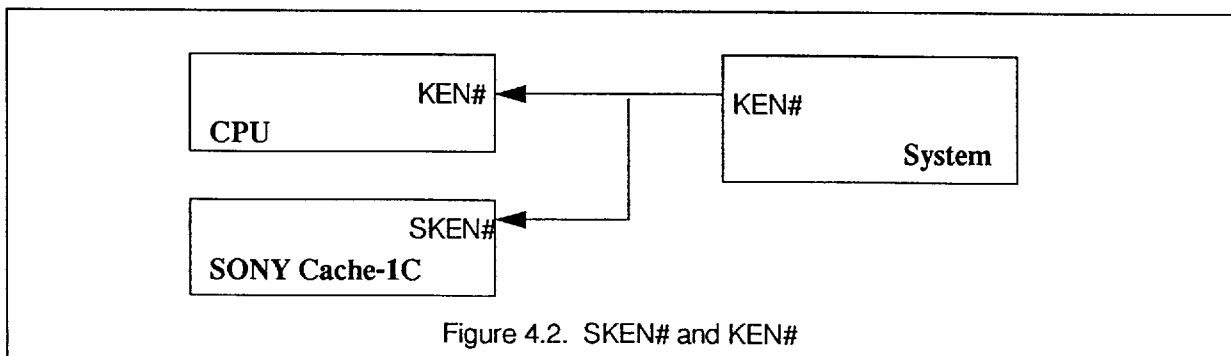 KEN#
CPU
KEN#
System
SKEN#
SONY Cache-1C
Figure 4.2. SKEN# and KEN#